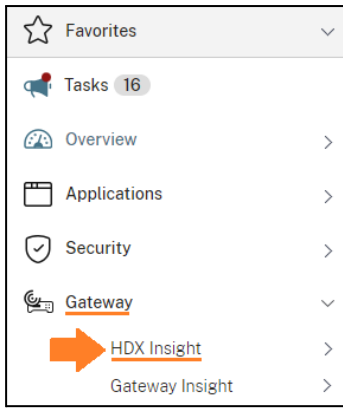 Favorites
Tasks 16
Overview
Applications
Security
Gateway
HDX Insight
Gateway Insight